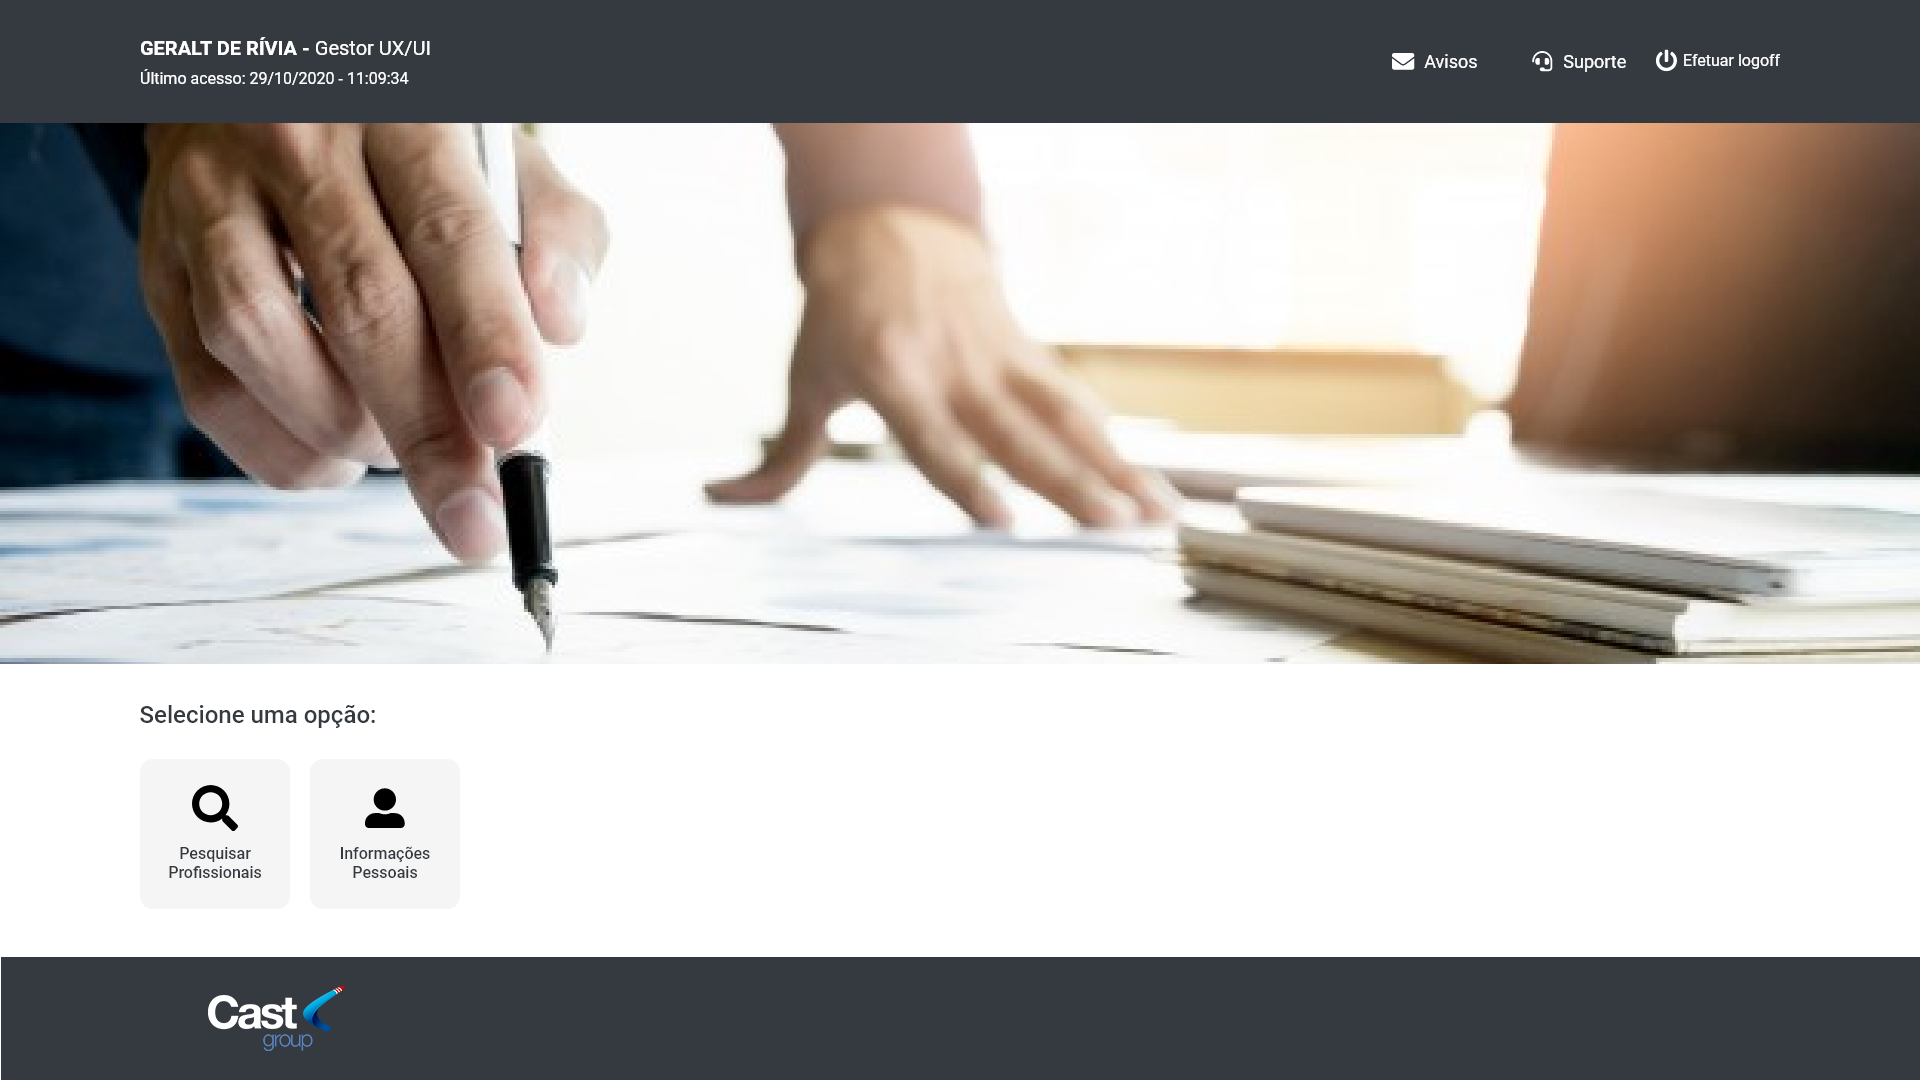 GERALT DE RÍVIA - Gestor UX/UI
Último acesso: 29/10/2020 - 11:09:34
Avisos
Suporte
Efetuar logoff
Selecione uma opção:
Pesquisar
Profissionais
Informações
Pessoais
Cast
group